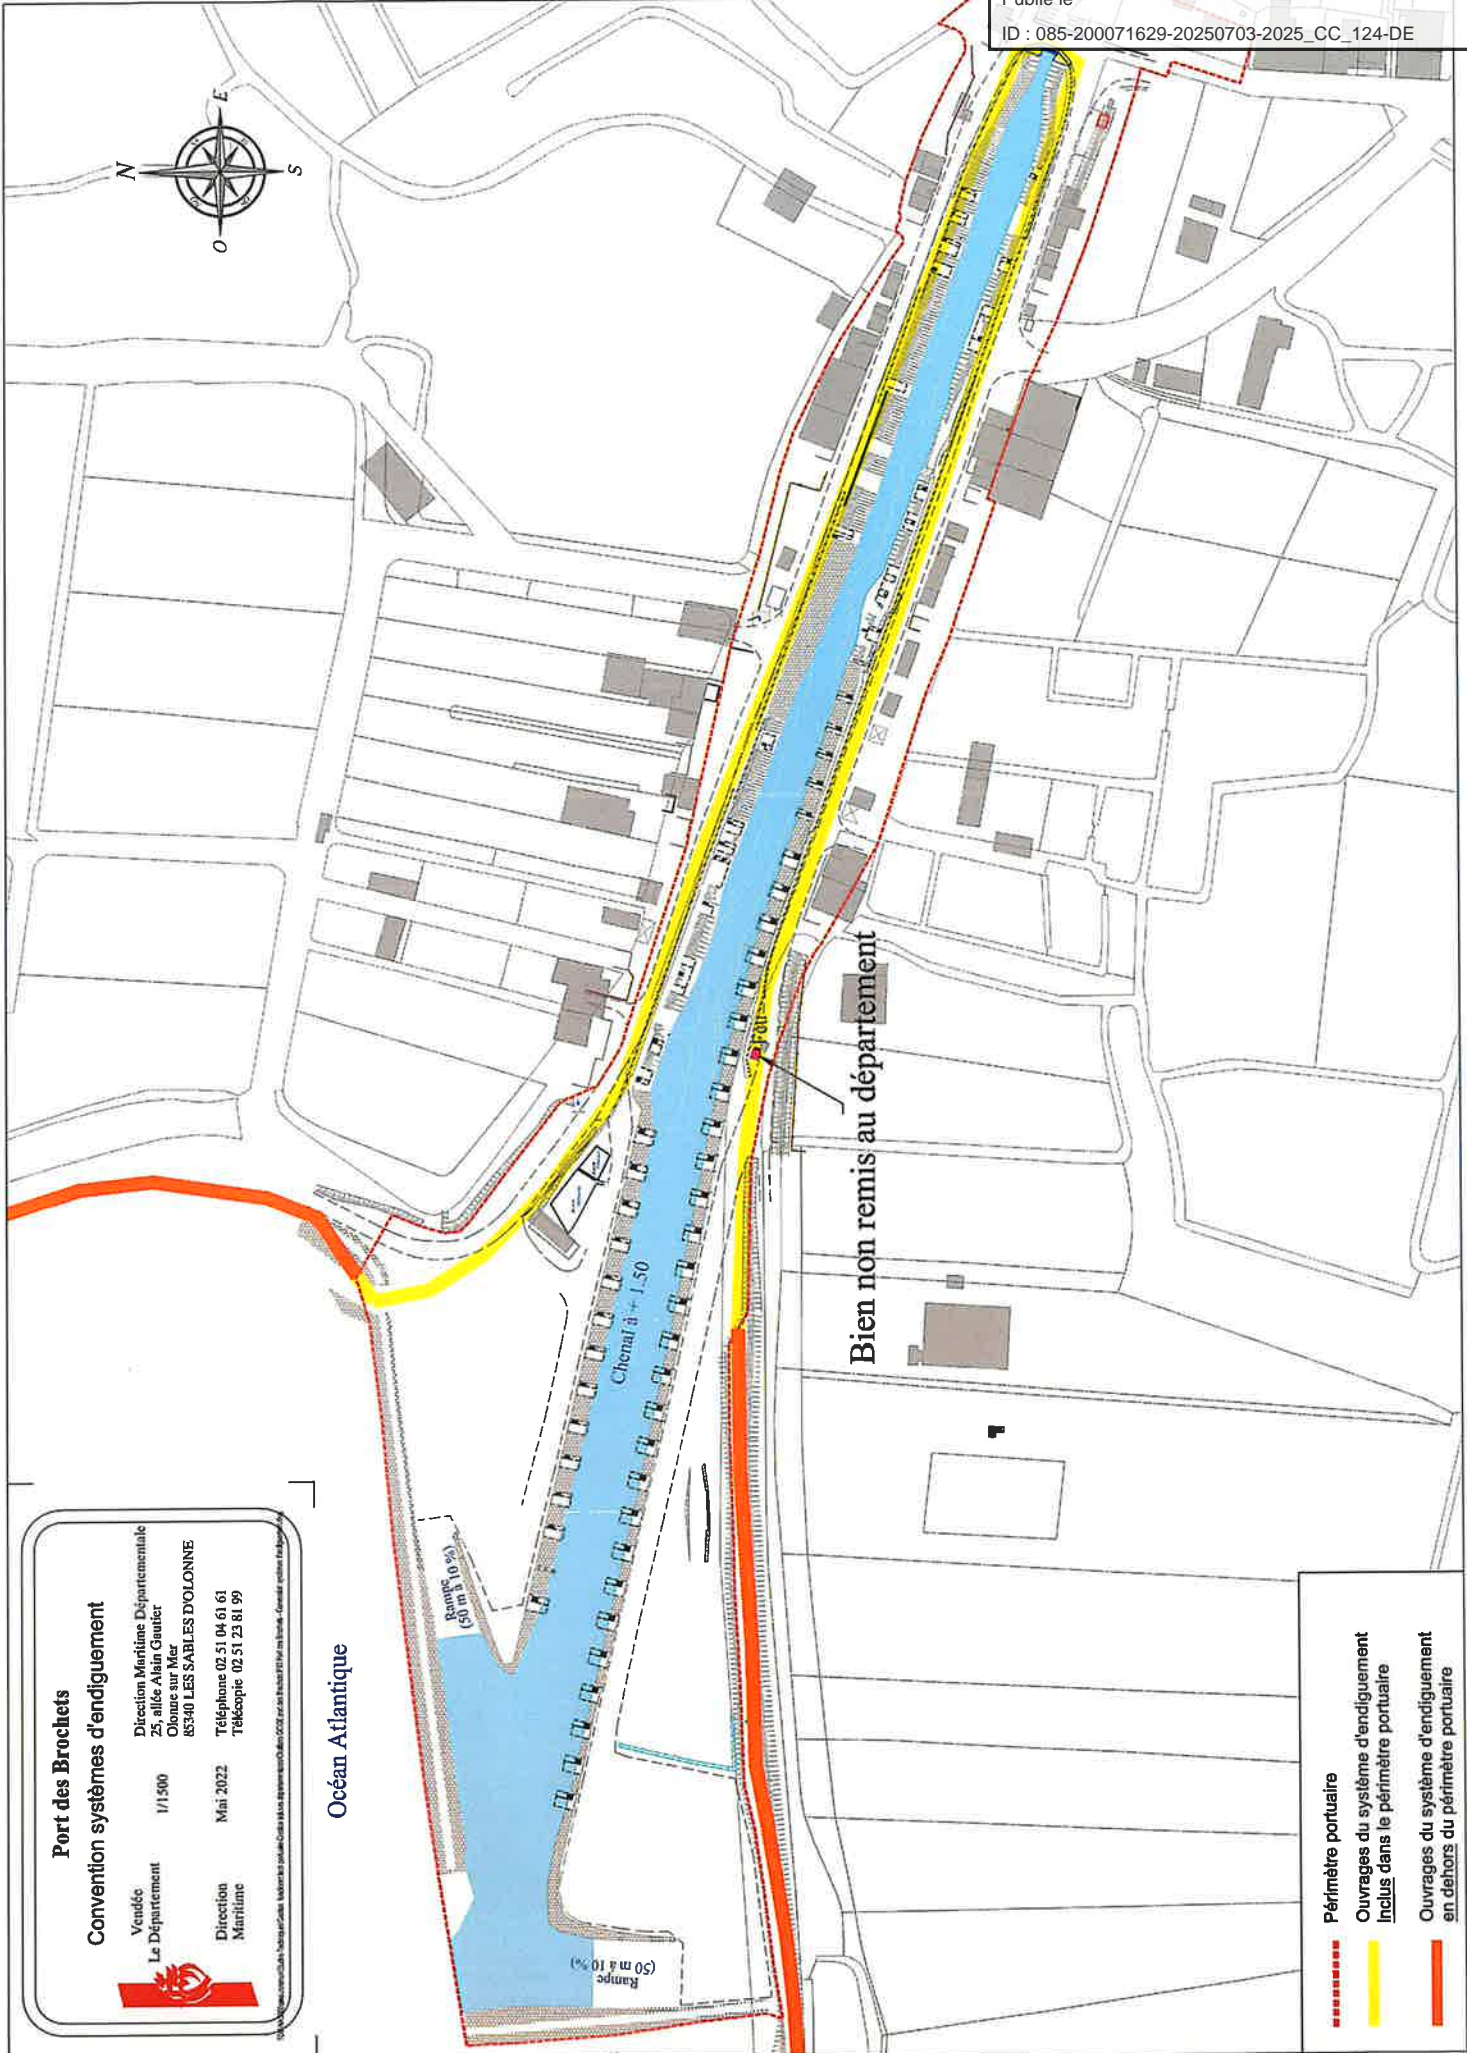 Publié le
ID : 085-200071629-20250703-2025_CC_124-DE
N
E
S
O
Port des Brochets
Convention systèmes d'endiguement
Vendée
Le Département
1/1500
Direction Maritime Départementale
25, allée Alain Gautier
Olonne sur Mer
85340 LES SABLES D'OLONNE
Direction
Maritime
Mai 2022
Téléphone 02 51 04 61 61
Télécopie 02 51 23 81 99
Océan Atlantique
Rampe
(50 m à 10 %)
Chenal à + 1.50
Rampe
(50 m à 10 %)
Bien non remis au département
Périmètre portuaire
Ouvrages du système d'endiguement
Inclus dans le périmètre portuaire
Ouvrages du système d'endiguement
en dehors du périmètre portuaire